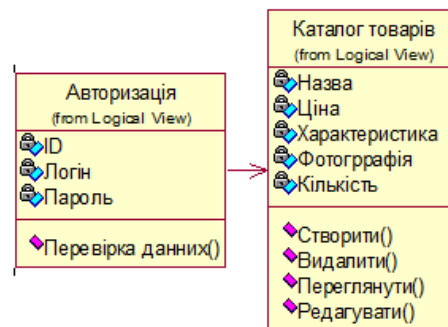 Авторизація
(from Logical View)
ID
Логін
Пароль
Перевірка данних()
Каталог товарів
(from Logical View)
Назва
Ціна
Характеристика
Фотогррафія
Кількість
Створити()
Видалити()
Переглянути()
Редагувати()